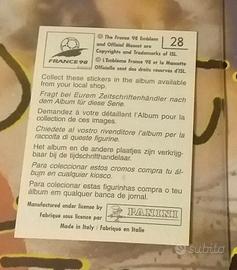 © The France 98 Emblem
and Official Mascot are
Copyrights and Trademarks of ISL.
© L'Emblème France 98 et la Mascotte
Officielle sont des droits réservés d'ISL
28
FRANCE 98
Collect these stickers in the album available
from your local shop.
Fragt bei Eurem Zeitschriftenhändler nach
dem Album für diese Serie.
Demandez à votre détaillant l'Album pour la
collection de ces images.
Chiedete al vostro rivenditore l'album per
la raccolta di queste figurine.
Het album en de andere plaatjes zijn verkrijg-
baar bij de tijdschrifthandelaar.
Para coleccionar estos cromos compra tu ál-
bum en cualquier kiosco.
Para colecionar estas figurinhas compra o teu
álbum em qualquer banca de jornal.
Manufactured under license by
Fabriqué sous licence par
PANINI
Made in Italy / Fabriqué en Italie
subito